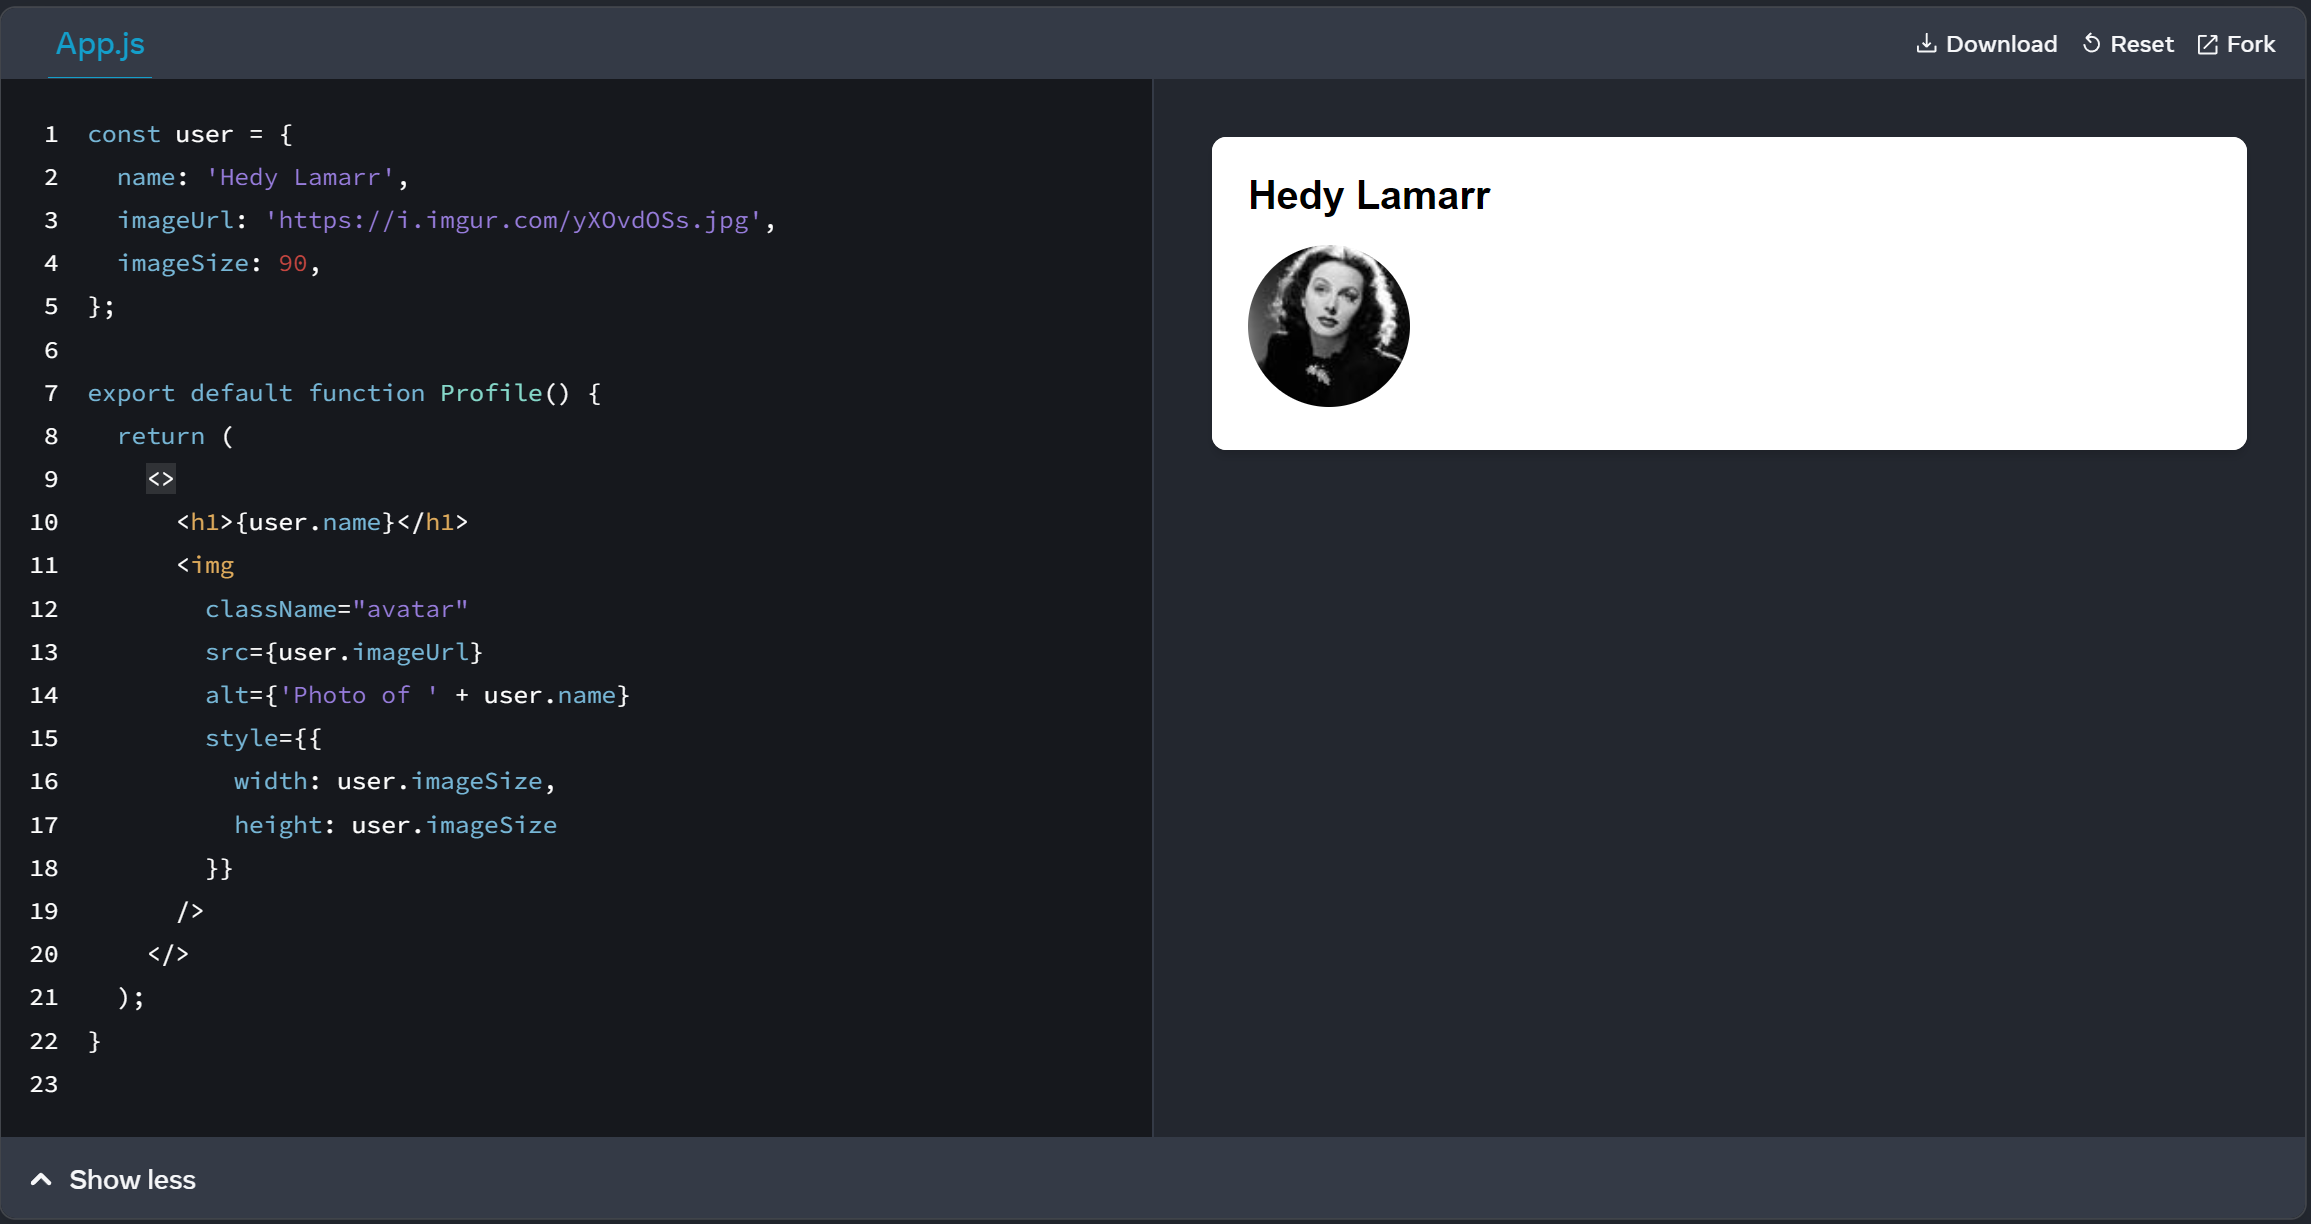 App.js
Download Reset Fork
1 const user = {
2   name: 'Hedy Lamarr',
3   imageUrl: 'https://i.imgur.com/yXOvdOSs.jpg',
4   imageSize: 90,
5 };
6
7 export default function Profile() {
8   return (
9     <>
10       <h1>{user.name}</h1>
11       <img
12         className="avatar"
13         src={user.imageUrl}
14         alt={'Photo of ' + user.name}
15         style={{
16           width: user.imageSize,
17           height: user.imageSize
18         }}
19       />
20     </>
21   );
22 }
23
Hedy Lamarr
Show less